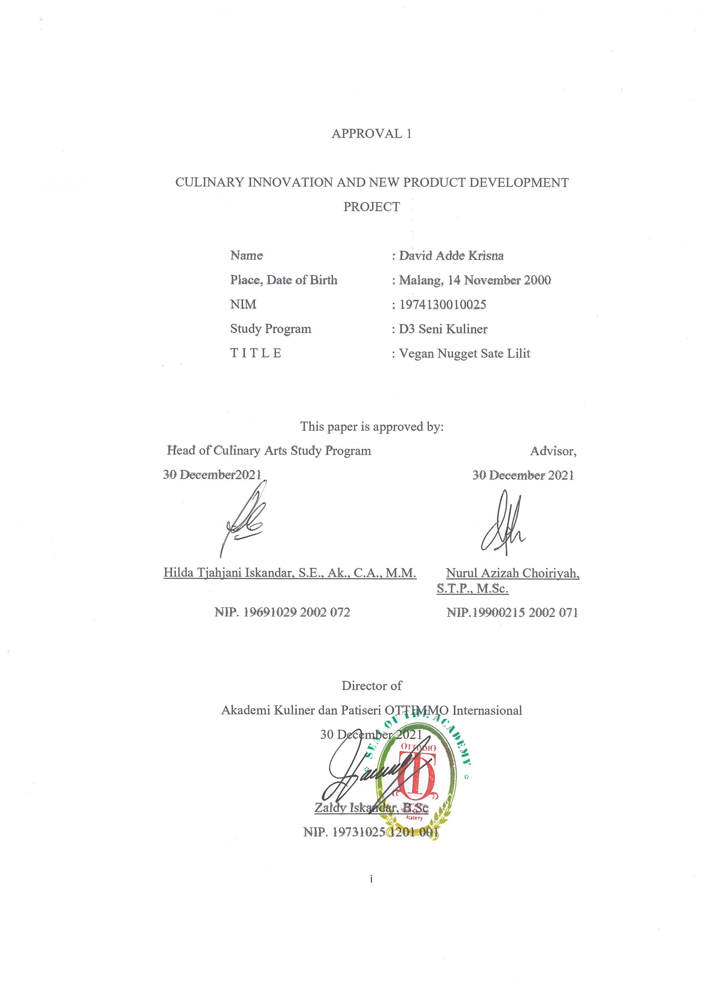 APPROVAL 1
CULINARY INNOVATION AND NEW PRODUCT DEVELOPMENT
PROJECT
Name : David Adde Krisna
Place, Date of Birth : Malang, 14 November 2000
NIM : 1974130010025
Study Program : D3 Seni Kuliner
T I T L E : Vegan Nugget Sate Lilit
This paper is approved by:
Head of Culinary Arts Study Program Advisor,
30 December2021 30 December 2021
Hilda Tjahjani Iskandar, S.E., Ak., C.A., M.M. Nurul Azizah Choiriyah,
S.T.P., M.Sc.
NIP. 19691029 2002 072 NIP.19900215 2002 071
Director of
Akademi Kuliner dan Patiseri OTTIMMO Internasional
30 December 2021
SEAL OF THE ACADEMY
OTTIMMO
Academy
Zaldy Iskandar, B.Sc
NIP. 19731025 1201 001
i